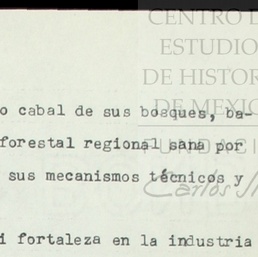 CENTRO D
ESTUDIO
DE HISTOR
DE MEXIC
FUNDACI
Carlos
o cabal de sus bosques, ba-
forestal regional sana por
sus mecanismos técnicos y
i fortaleza en la industria